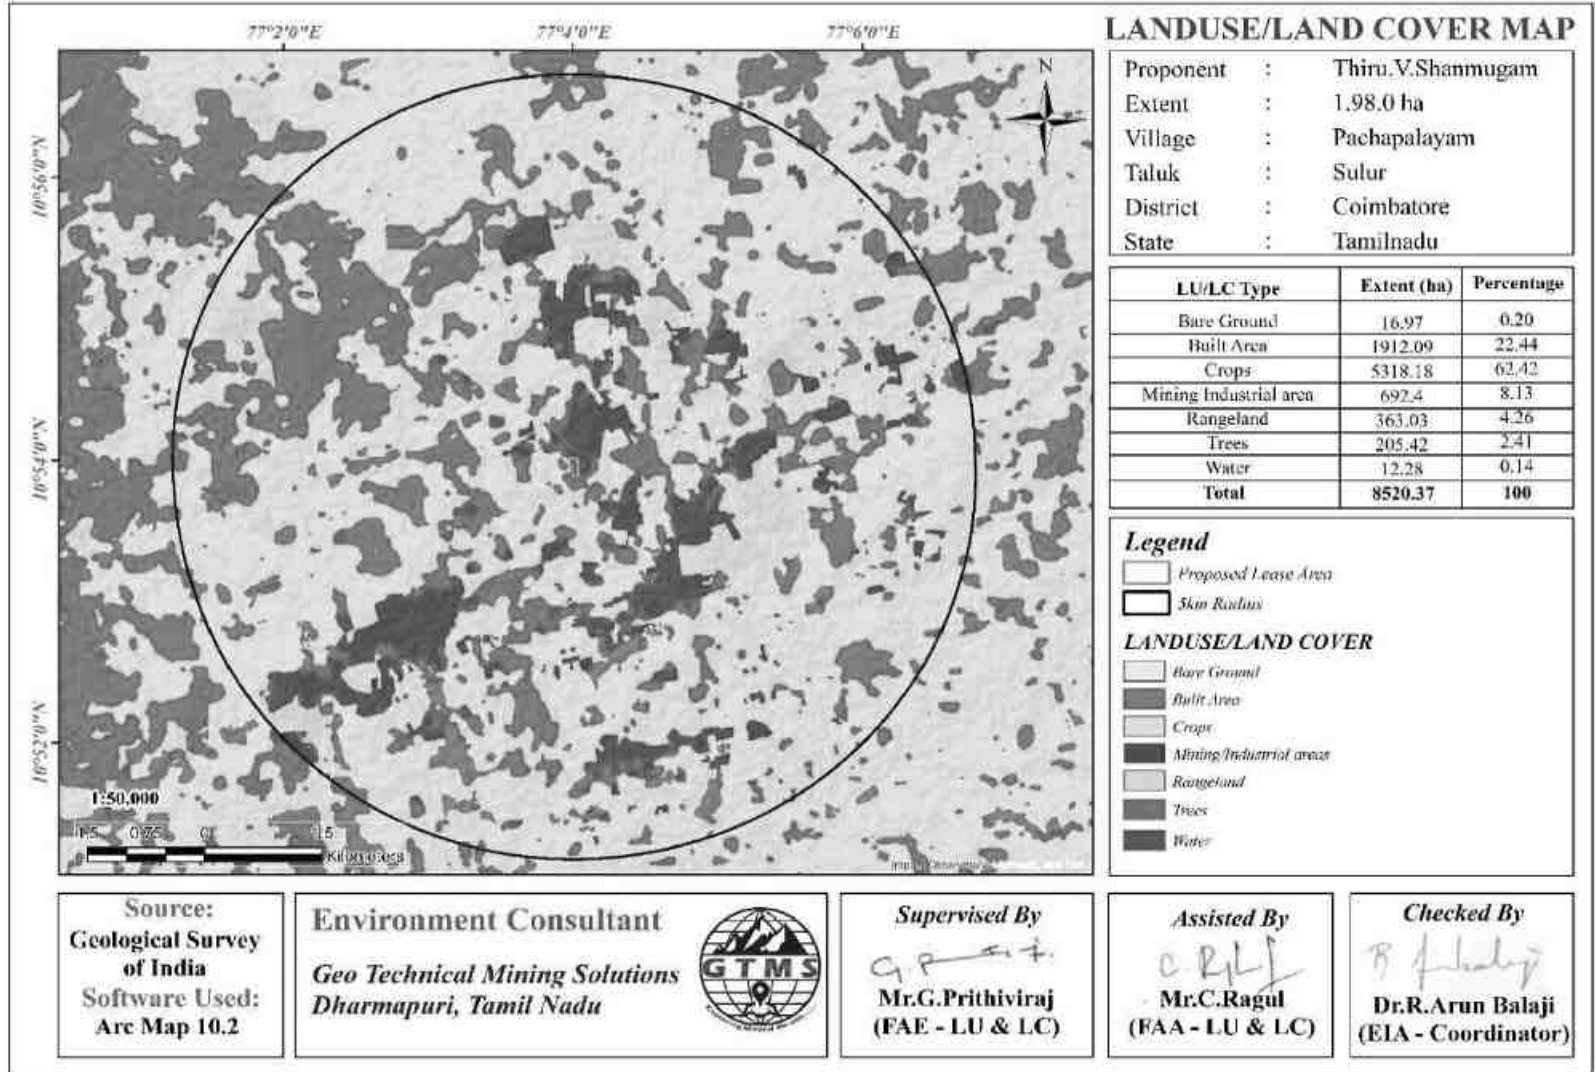 77°2'0"E
77°4'0"E
77°6'0"E
10°56'0"N
10°54'0"N
10°52'0"N
N
1
1:50,000
1.5 0.75 0 1.5
Kilometers
LANDUSE/LAND COVER MAP
Proponent : Thiru.V.Shanmugam
Extent : 1.98.0 ha
Village : Pachapalayam
Taluk : Sulur
District : Coimbatore
State : Tamilnadu
LU/LC Type Extent (ha) Percentage
Bare Ground 16.97 0.20
Built Area 1912.09 22.44
Crops 5318.18 62.42
Mining Industrial area 692.4 8.13
Rangeland 363.03 4.26
Trees 205.42 2.41
Water 12.28 0.14
Total 8520.37 100
Legend
Proposed Lease Area
5km Radius
LANDUSE/LAND COVER
Bare Ground
Built Area
Crops
Mining/Industrial areas
Rangeland
Trees
Water
Source:
Geological Survey
of India
Software Used:
Arc Map 10.2
Environment Consultant
Geo Technical Mining Solutions
Dharmapuri, Tamil Nadu
GTMS
Supervised By
Mr.G.Prithiviraj
(FAE - LU & LC)
Assisted By
Mr.C.Ragul
(FAA - LU & LC)
Checked By
Dr.R.Arun Balaji
(EIA - Coordinator)